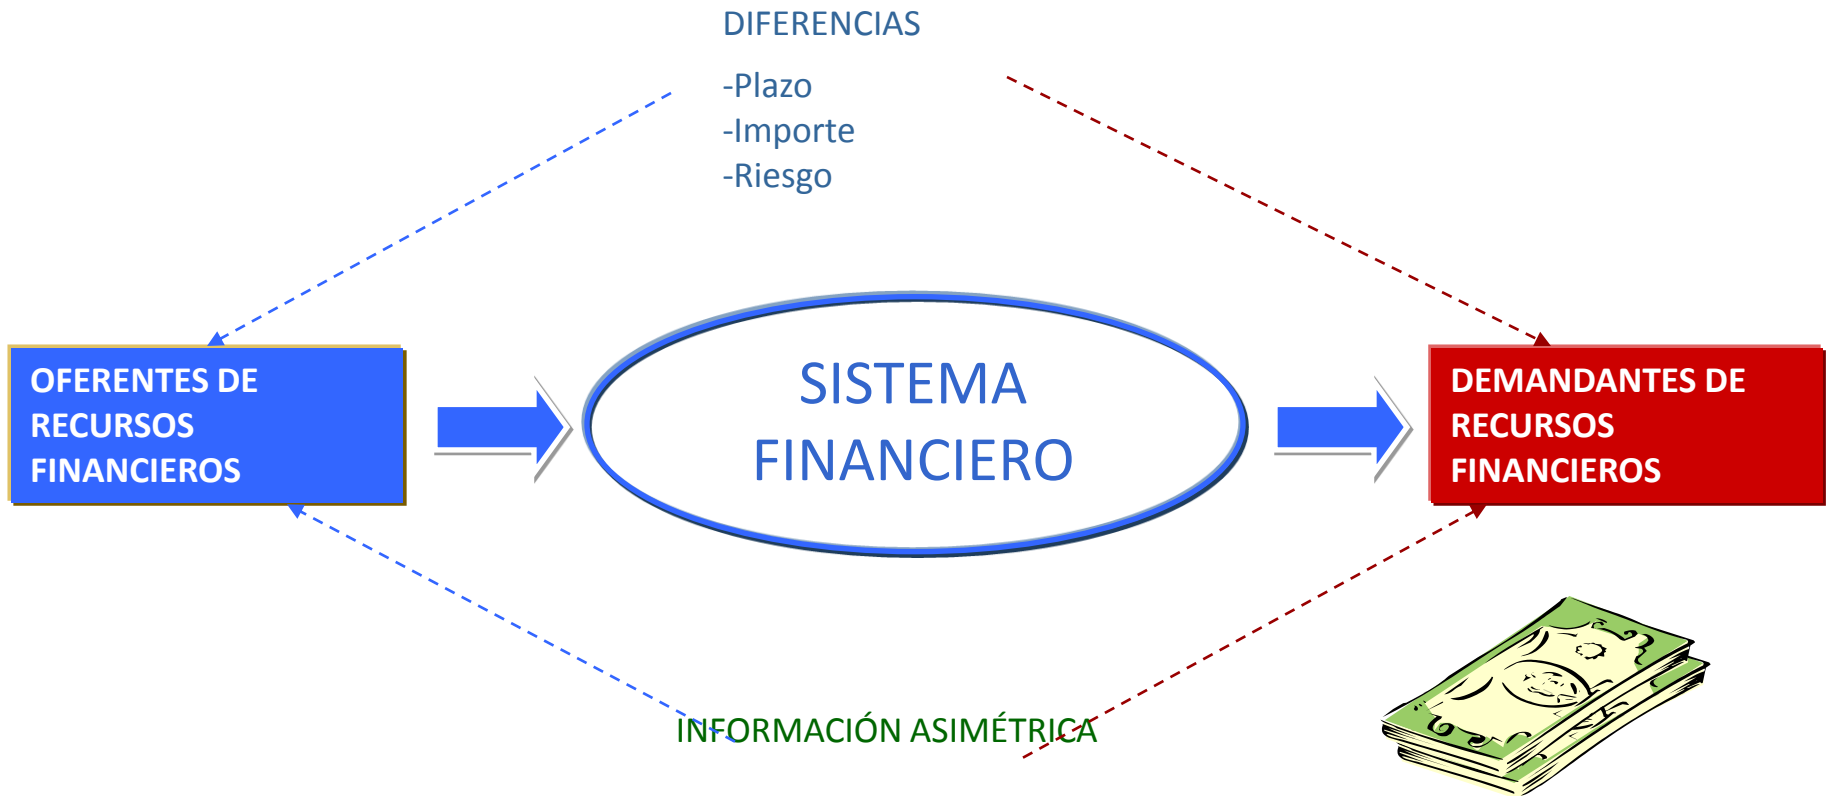 DIFERENCIAS
-Plazo
-Importe
-Riesgo
OFERENTES DE
RECURSOS
FINANCIEROS
SISTEMA
FINANCIERO
DEMANDANTES DE
RECURSOS
FINANCIEROS
INFORMACIÓN ASIMÉTRICA